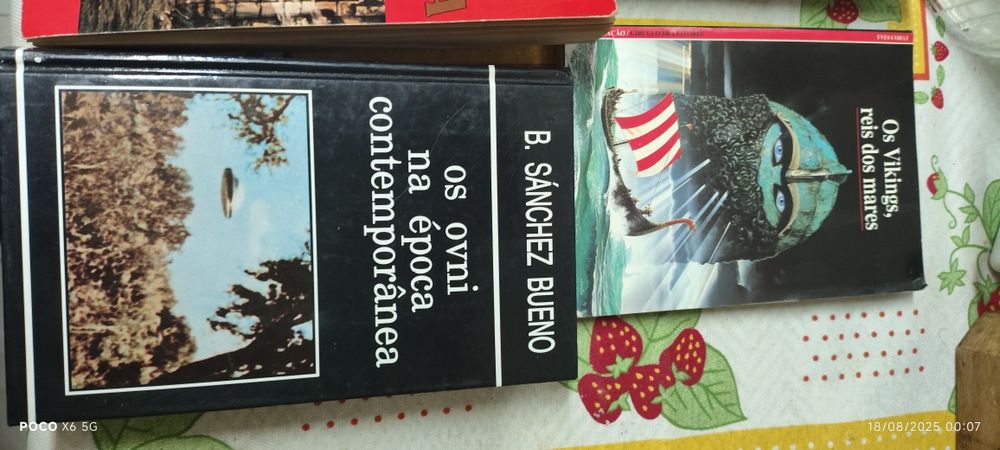 B. SÁNCHEZ BUENO
os ovni
na época
contemporânea
AÇÃO / CÍRCULO DE LEITORES
YVES COHAT
Os Vikings,
reis dos mares
POCO X6 5G
18/08/2025 00:07